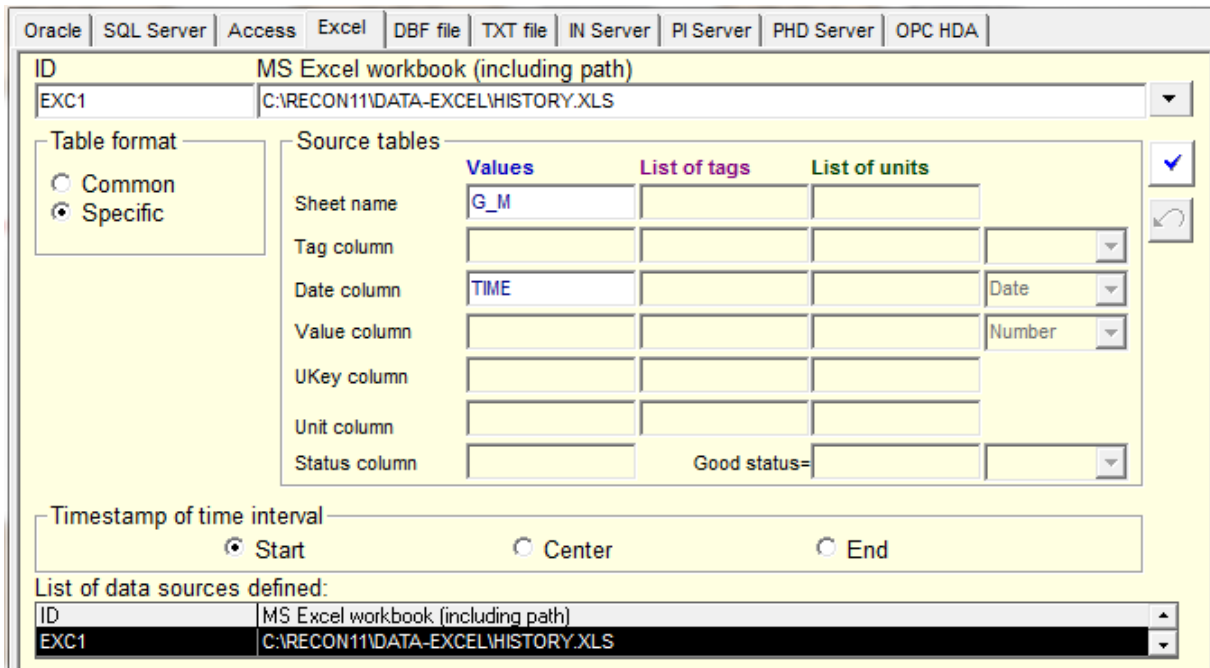 Oracle SQL Server Access Excel DBF file TXT file IN Server PI Server PHD Server OPC HDA
ID MS Excel workbook (including path)
EXC1 C:\RECON11\DATA-EXCEL\HISTORY.XLS
Table format
Common
Specific
Source tables
Values List of tags List of units
Sheet name G_M
Tag column
Date column TIME Date
Value column Number
UKey column
Unit column
Status column Good status=
Timestamp of time interval
Start Center End
List of data sources defined:
ID MS Excel workbook (including path)
EXC1 C:\RECON11\DATA-EXCEL\HISTORY.XLS